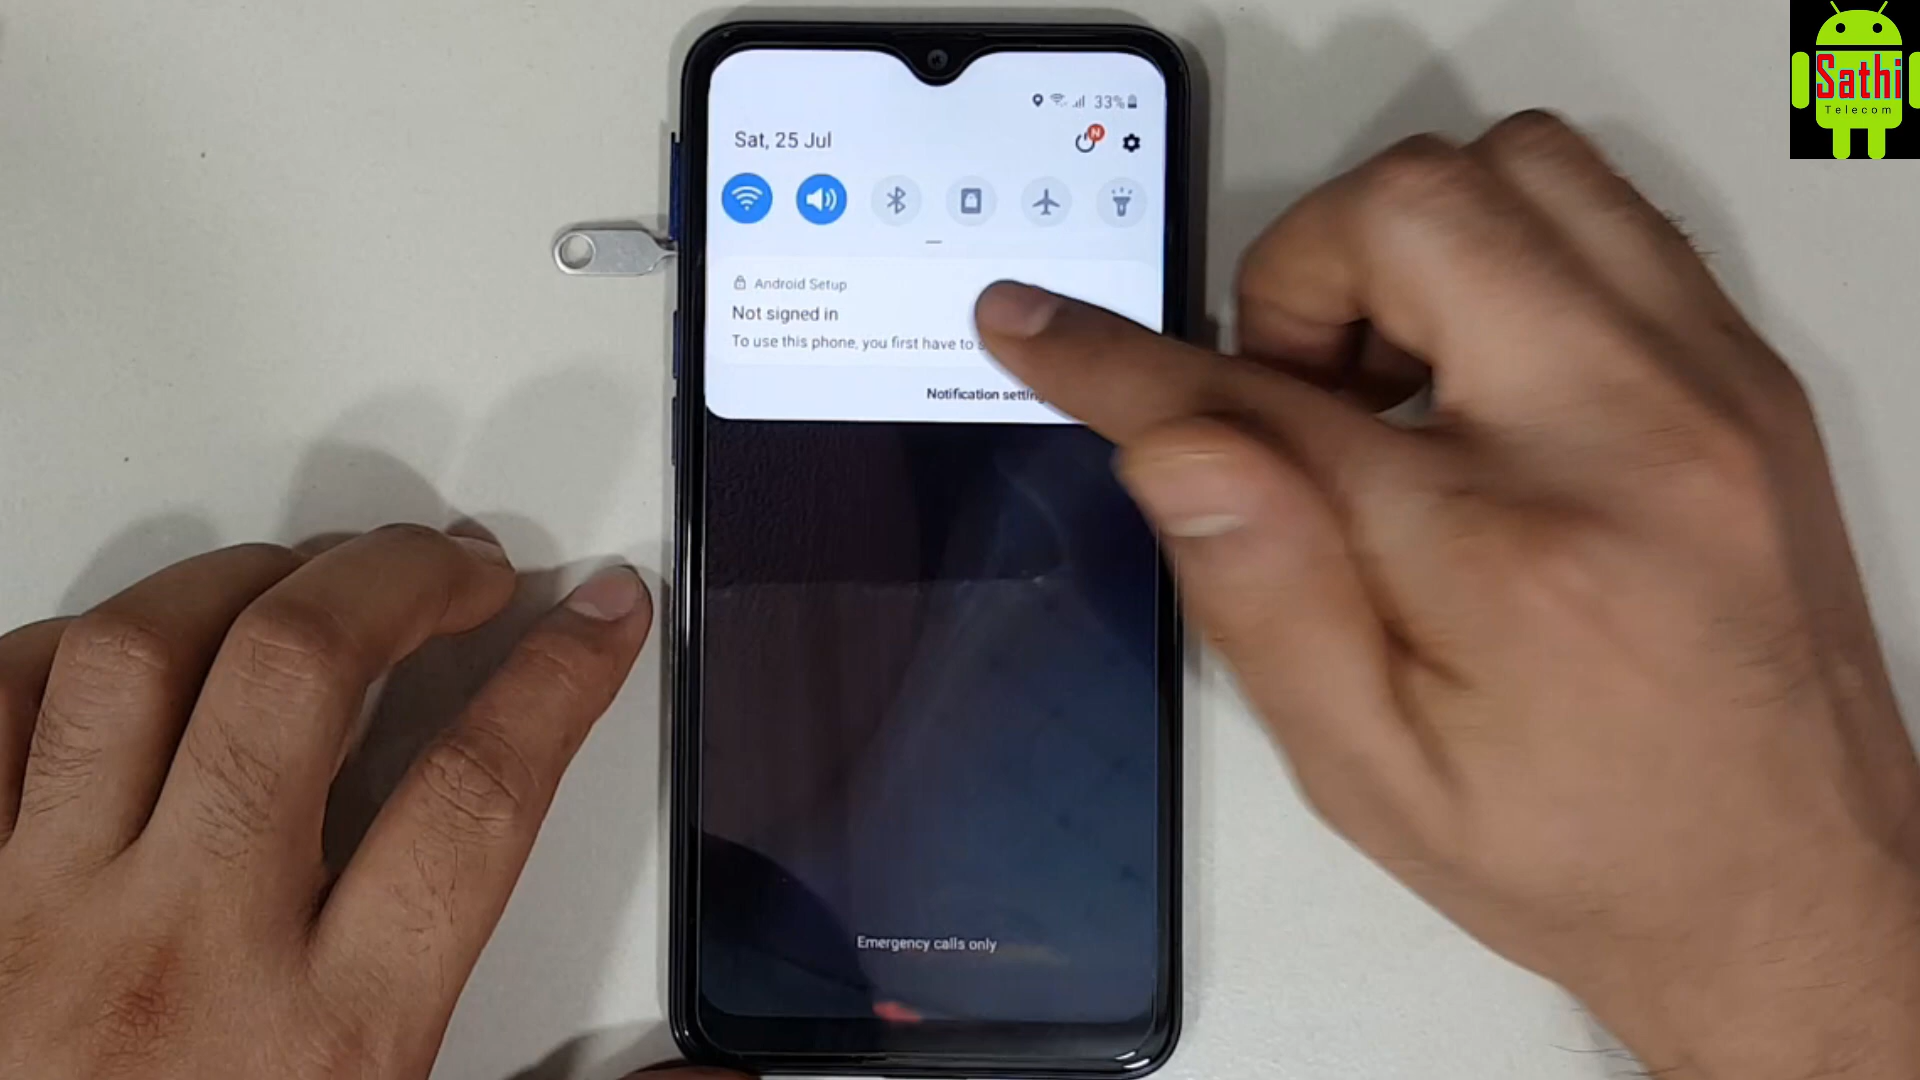 Sathi
Telecom
33%
Sat, 25 Jul
N
Android Setup
Not signed in
To use this phone, you first have to
Notification
Emergency calls only